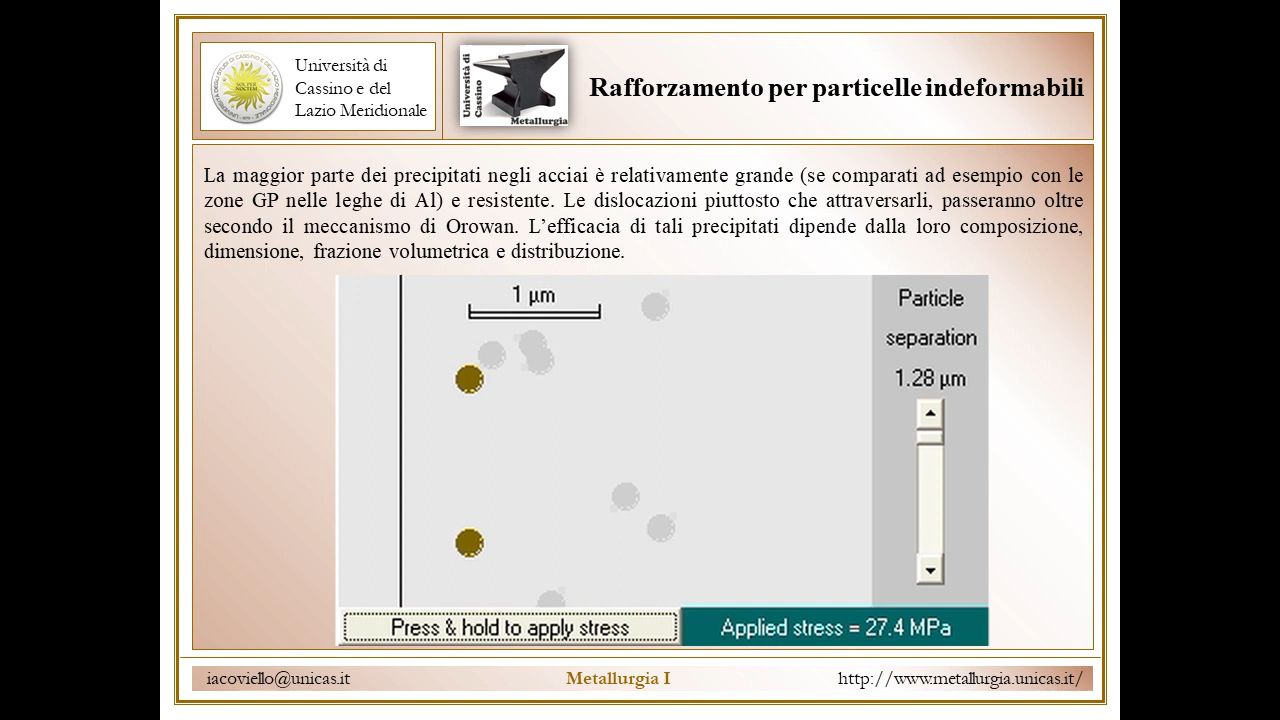 Università di
Cassino e del
Lazio Meridionale
Università di
Cassino
Metallurgia
Rafforzamento per particelle indeformabili
La maggior parte dei precipitati negli acciai è relativamente grande (se comparati ad esempio con le
zone GP nelle leghe di Al) e resistente. Le dislocazioni piuttosto che attraversarli, passeranno oltre
secondo il meccanismo di Orowan. L’efficacia di tali precipitati dipende dalla loro composizione,
dimensione, frazione volumetrica e distribuzione.
1 µm
Particle
separation
1.28 µm
Press & hold to apply stress
Applied stress = 27.4 MPa
iacoviello@unicas.it
Metallurgia I
http://www.metallurgia.unicas.it/